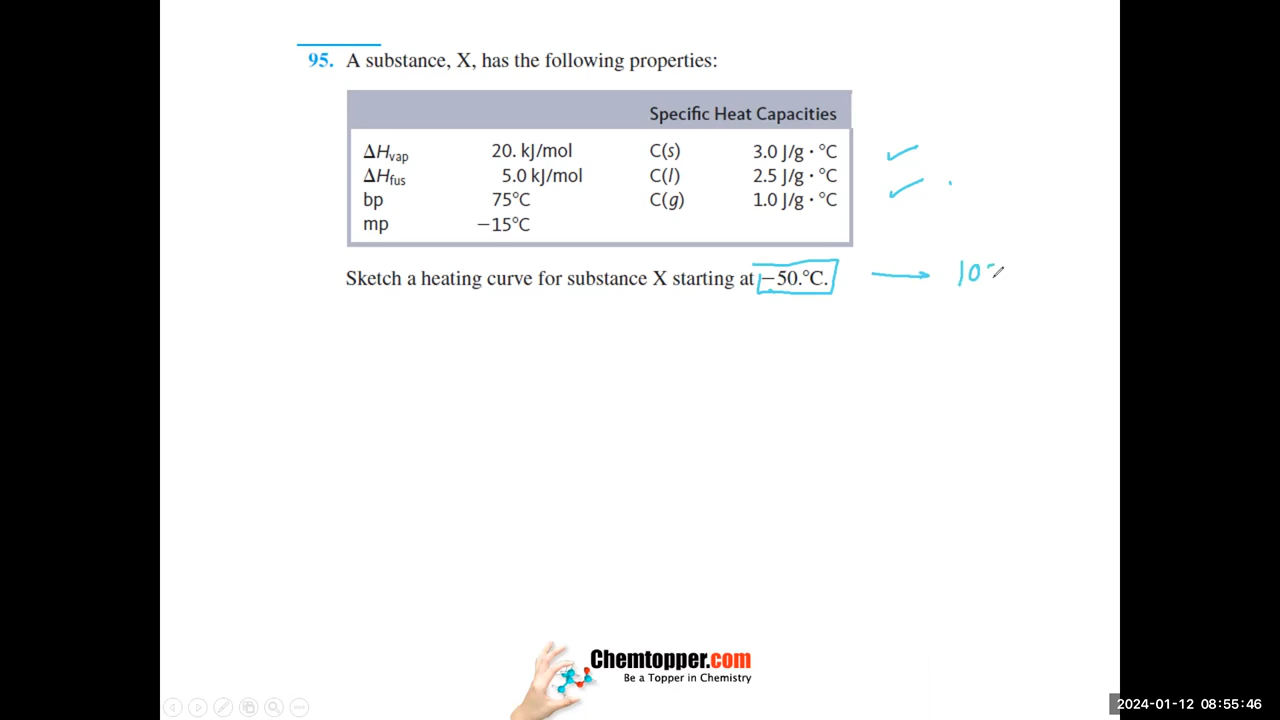 95. A substance, X, has the following properties:
Specific Heat Capacities
ΔHvap 20. kJ/mol C(s) 3.0 J/g · °C
ΔHfus 5.0 kJ/mol C(l) 2.5 J/g · °C
bp 75°C C(g) 1.0 J/g · °C
mp −15°C
Sketch a heating curve for substance X starting at −50.°C. → 10
Chemtopper.com
Be a Topper in Chemistry
2024-01-12 08:55:46